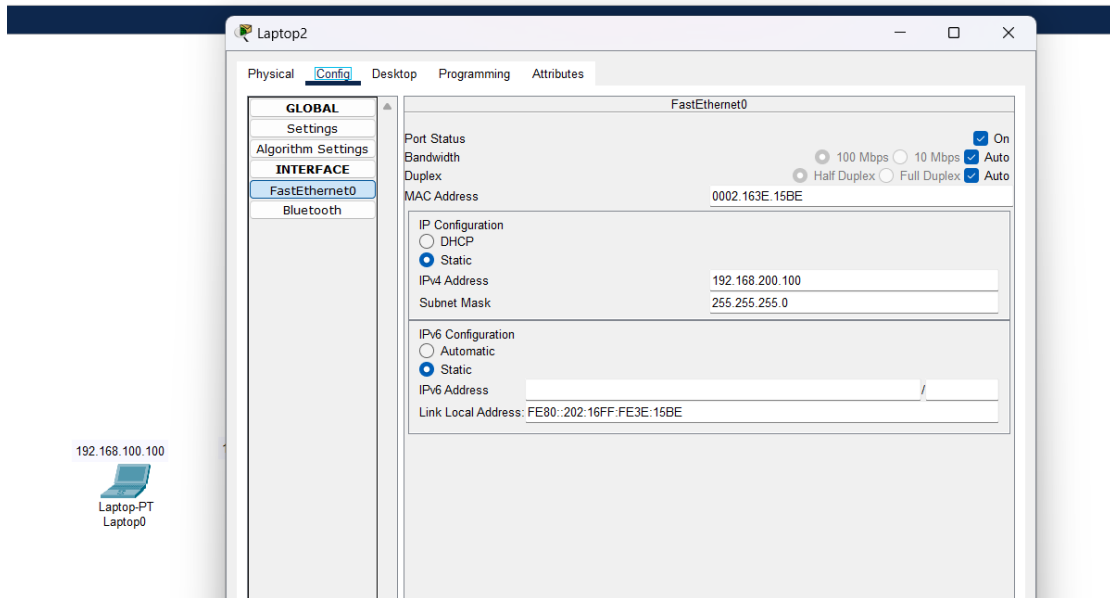 Laptop2
Physical Config Desktop Programming Attributes
GLOBAL
Settings
Algorithm Settings
INTERFACE
FastEthernet0
Bluetooth
FastEthernet0
Port Status On
Bandwidth 100 Mbps 10 Mbps Auto
Duplex Half Duplex Full Duplex Auto
MAC Address 0002.163E.15BE
IP Configuration
DHCP
Static
IPv4 Address 192.168.200.100
Subnet Mask 255.255.255.0
IPv6 Configuration
Automatic
Static
IPv6 Address /
Link Local Address: FE80::202:16FF:FE3E:15BE
192.168.100.100
Laptop-PT
Laptop0